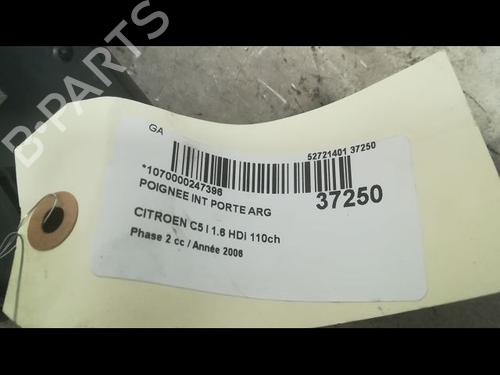 GA
52721401 37250
*1070000247396
POIGNEE INT PORTE ARG
37250
CITROEN C5 I 1.6 HDi 110ch
Phase 2 cc / Année 2006
B-PARTS